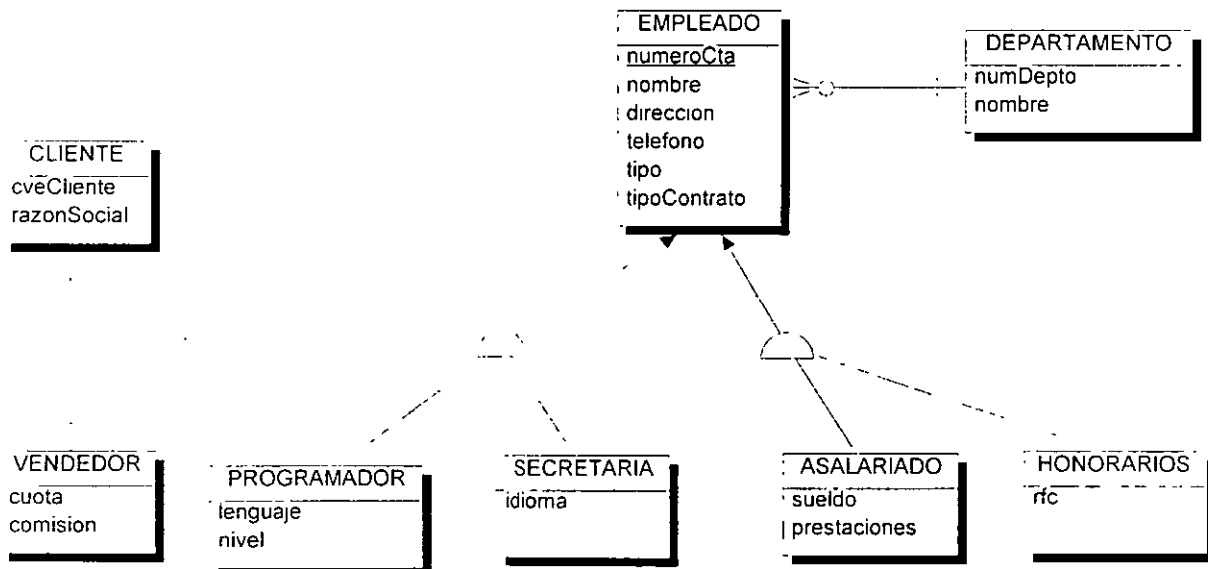 EMPLEADO
numeroCta
nombre
direccion
telefono
tipo
tipoContrato
DEPARTAMENTO
numDepto
nombre
CLIENTE
cveCliente
razonSocial
VENDEDOR
cuota
comision
PROGRAMADOR
lenguaje
nivel
SECRETARIA
idioma
ASALARIADO
sueldo
prestaciones
HONORARIOS
rfc